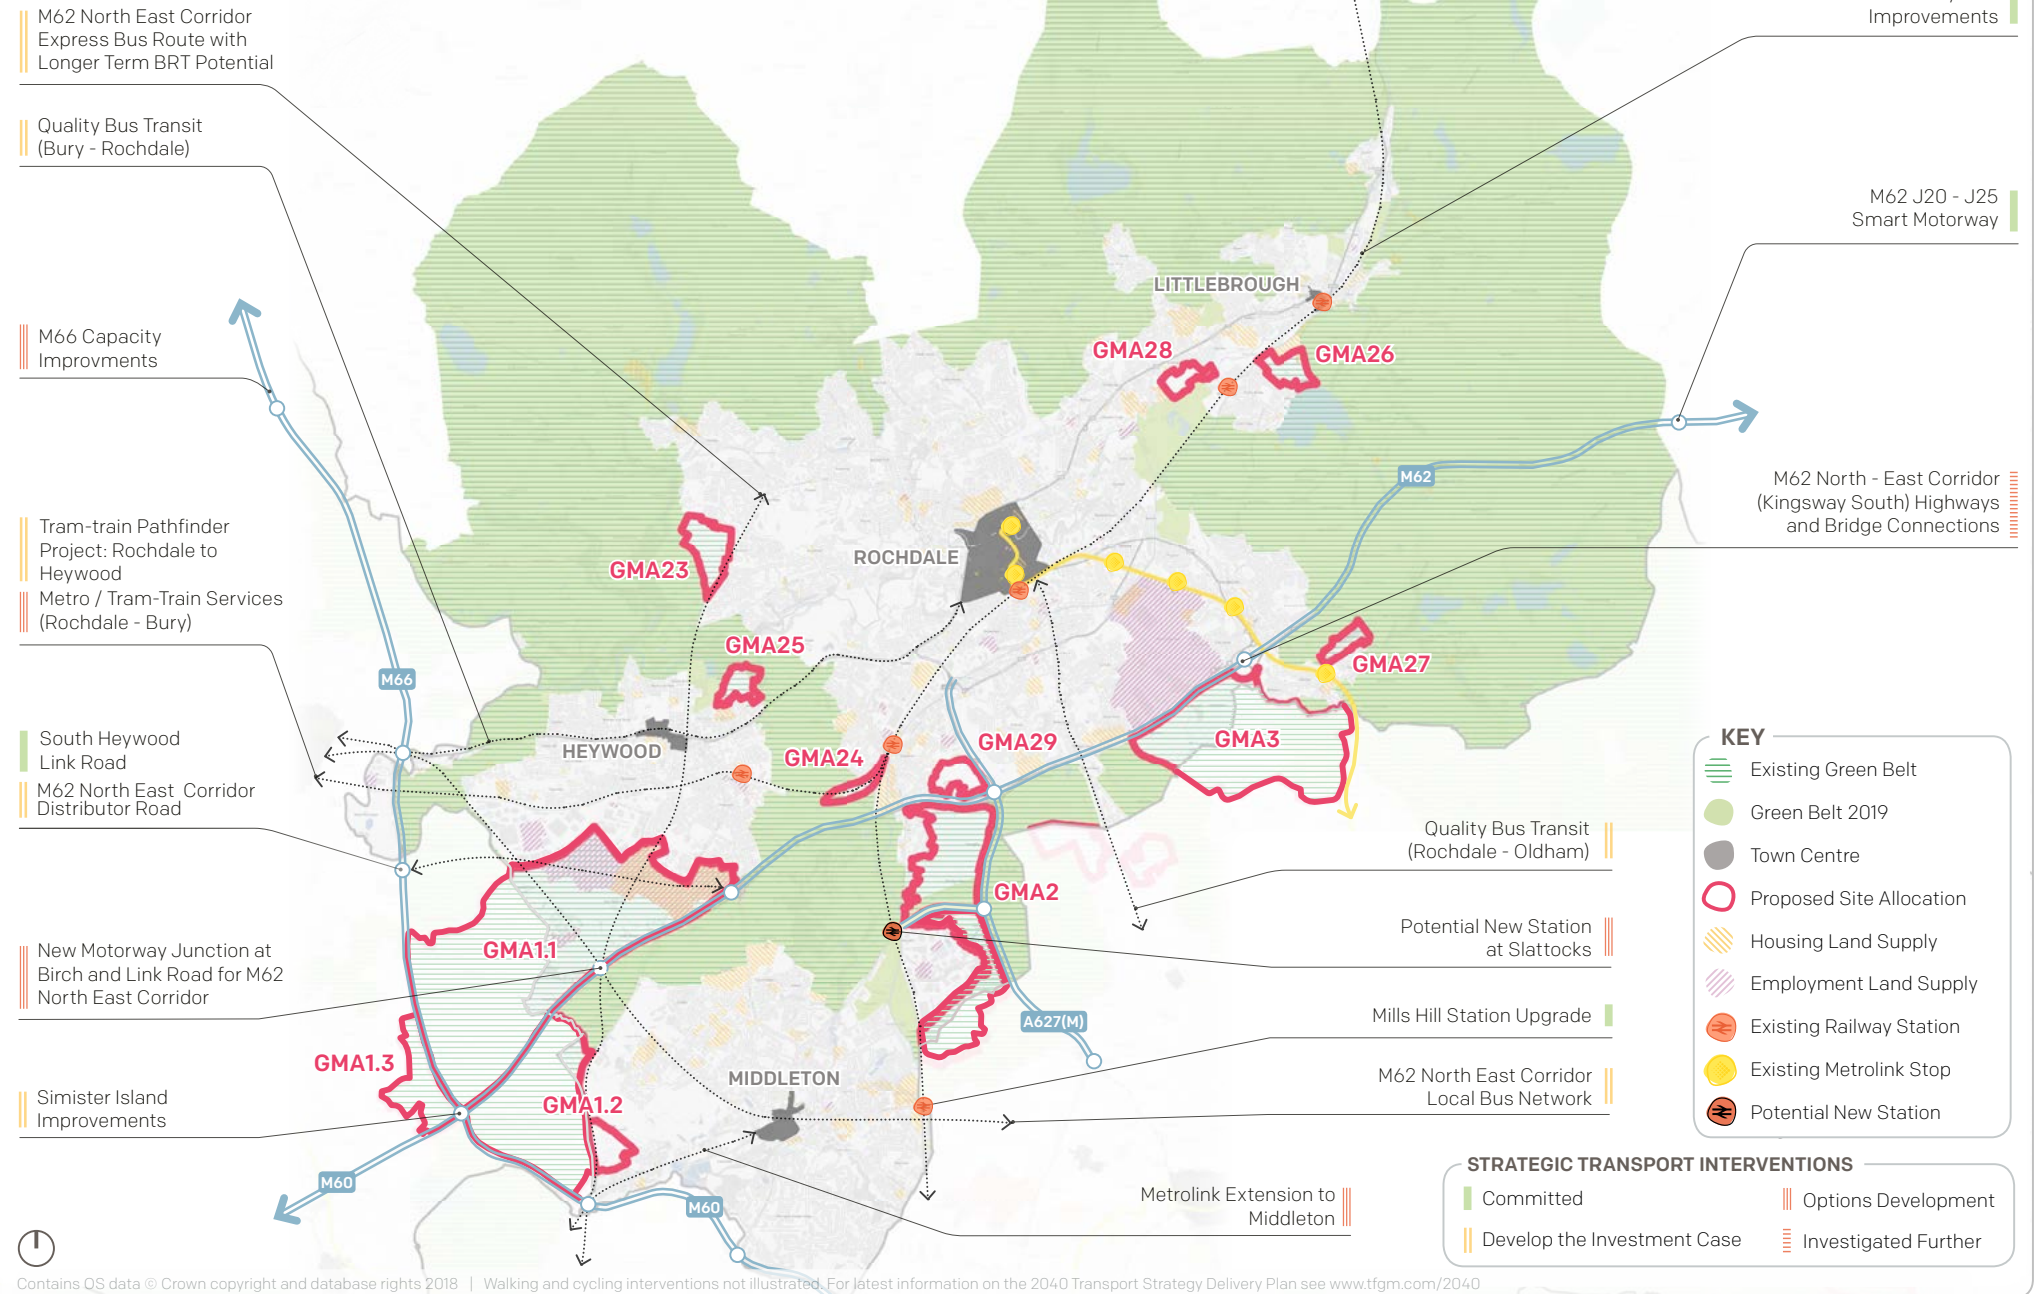 M62 North East Corridor
Express Bus Route with
Longer Term BRT Potential
Quality Bus Transit
(Bury - Rochdale)
M66 Capacity
Improvments
Tram-train Pathfinder
Project: Rochdale to
Heywood
Metro / Tram-Train Services
(Rochdale - Bury)
South Heywood
Link Road
M62 North East Corridor
Distributor Road
New Motorway Junction at
Birch and Link Road for M62
North East Corridor
Simister Island
Improvements
Improvements
M62 J20 - J25
Smart Motorway
M62 North - East Corridor
(Kingsway South) Highways
and Bridge Connections
Quality Bus Transit
(Rochdale - Oldham)
Potential New Station
at Slattocks
Mills Hill Station Upgrade
M62 North East Corridor
Local Bus Network
Metrolink Extension to
Middleton
LITTLEBROUGH
GMA28
GMA26
M62
GMA23
ROCHDALE
GMA25
GMA27
M66
HEYWOOD
GMA24
GMA29
GMA3
GMA2
GMA1.1
A627(M)
GMA1.3
MIDDLETON
GMA1.2
M60
M60
KEY
Existing Green Belt
Green Belt 2019
Town Centre
Proposed Site Allocation
Housing Land Supply
Employment Land Supply
Existing Railway Station
Existing Metrolink Stop
Potential New Station
STRATEGIC TRANSPORT INTERVENTIONS
Committed
Options Development
Develop the Investment Case
Investigated Further
Contains OS data © Crown copyright and database rights 2018 | Walking and cycling interventions not illustrated. For latest information on the 2040 Transport Strategy Delivery Plan see www.tfgm.com/2040